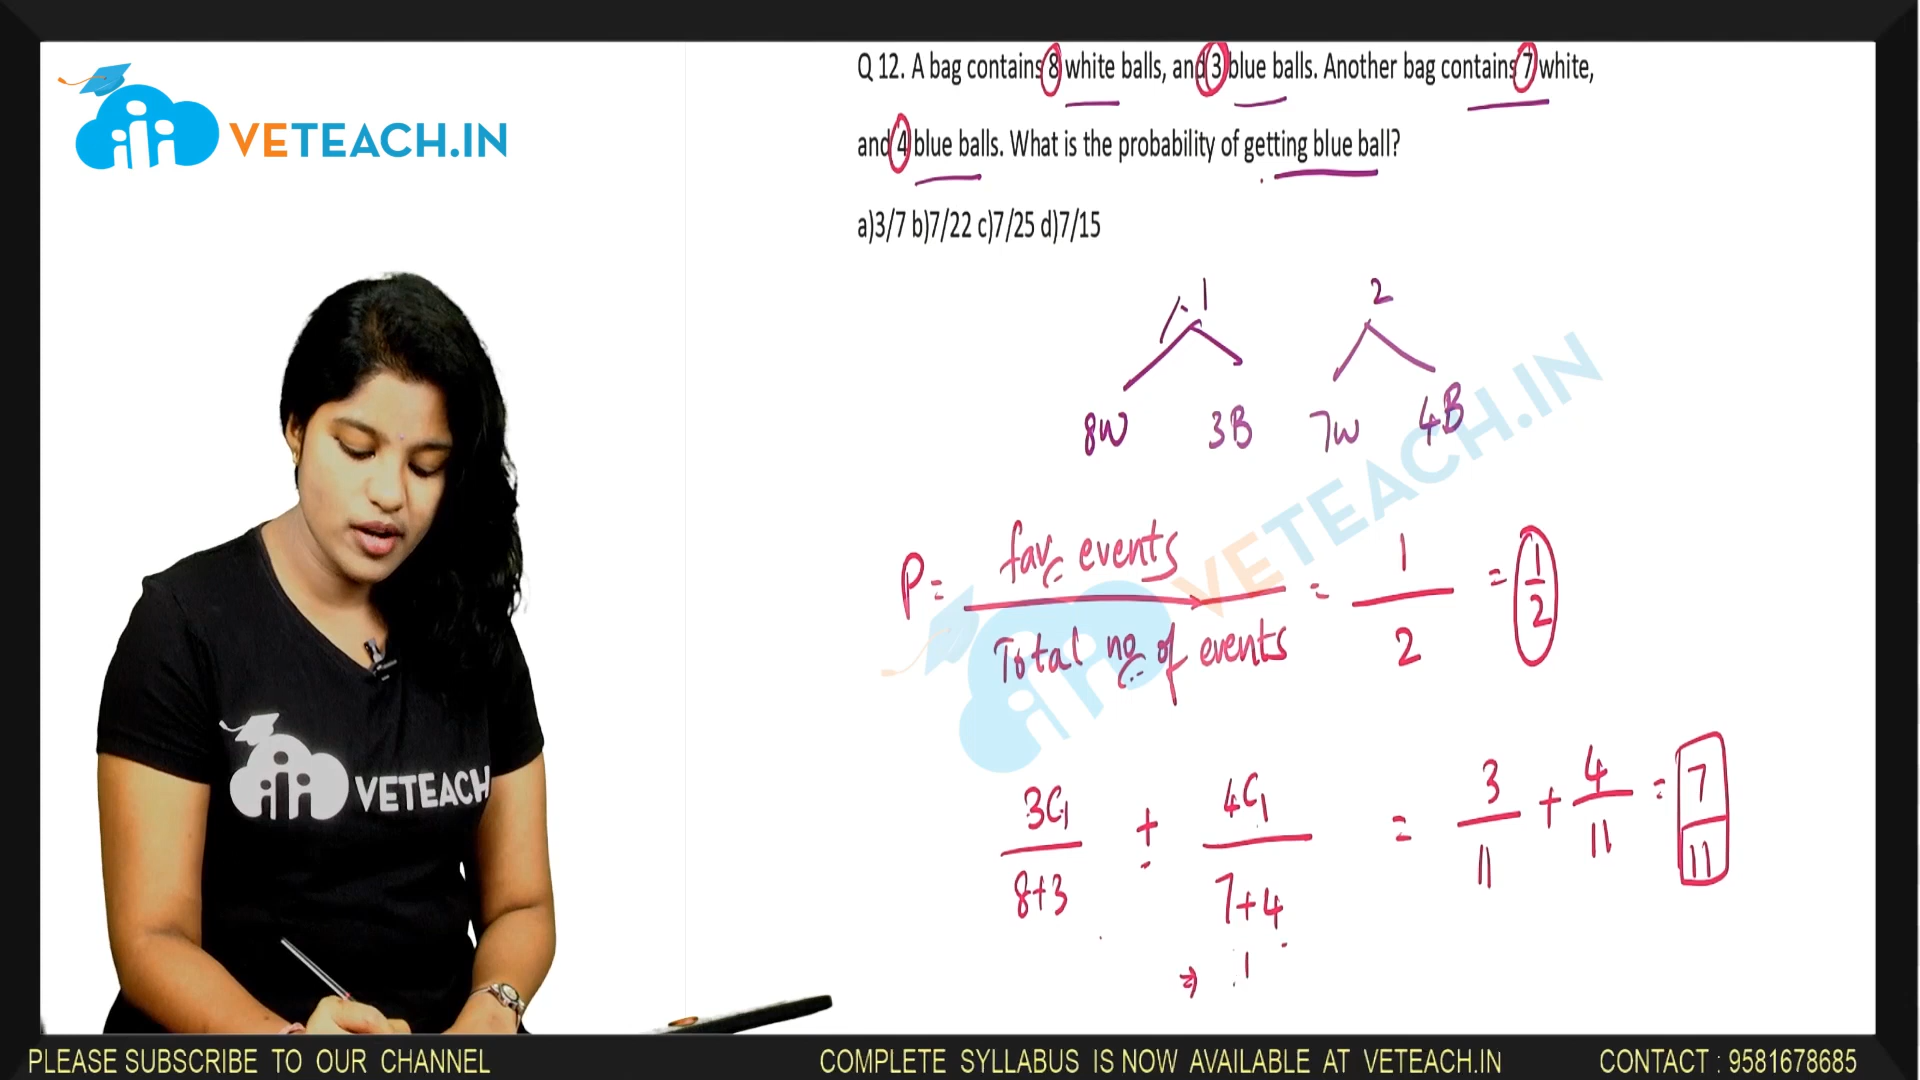 VETEACH.IN
Q 12. A bag contains 8 white balls, and 3 blue balls. Another bag contains 7 white,
and 4 blue balls. What is the probability of getting blue ball?
a)3/7 b)7/22 c)7/25 d)7/15
1 2
8W 3B 7W 4B
VETEACH.IN
P = fav. events / Total no of events = 1 / 2 = 1/2
3C1 / 8+3 + 4C1 / 7+4 = 3/11 + 4/11 = 7/11
⇒ 1
VETEACH
PLEASE SUBSCRIBE TO OUR CHANNEL
COMPLETE SYLLABUS IS NOW AVAILABLE AT VETEACH.IN
CONTACT : 9581678685